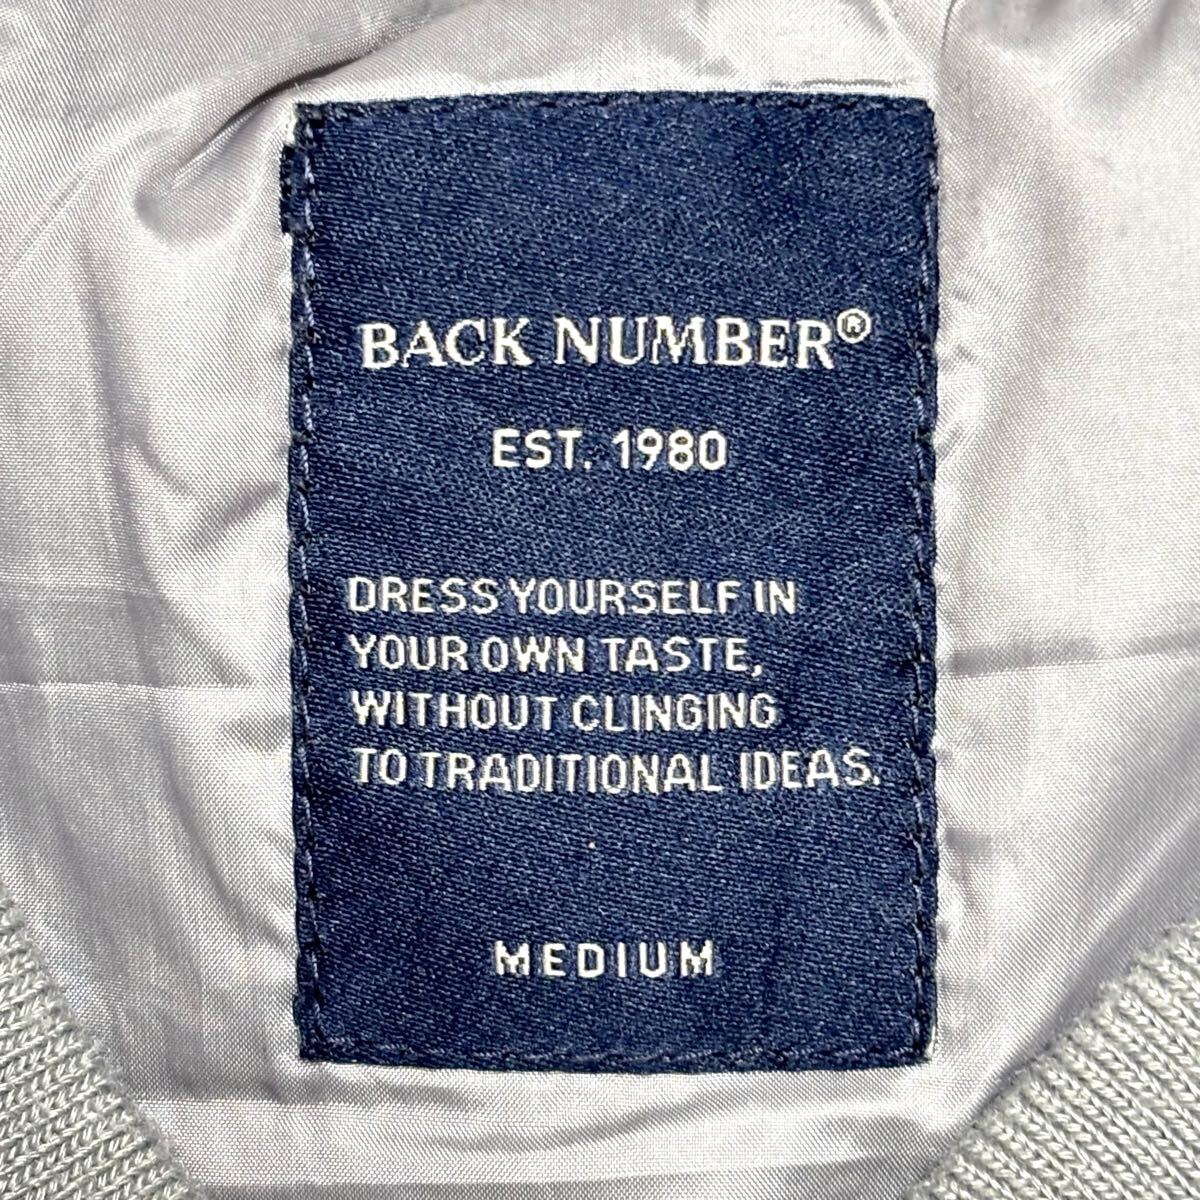 BACK NUMBER®
EST. 1980
DRESS YOURSELF IN
YOUR OWN TASTE,
WITHOUT CLINGING
TO TRADITIONAL IDEAS.
MEDIUM